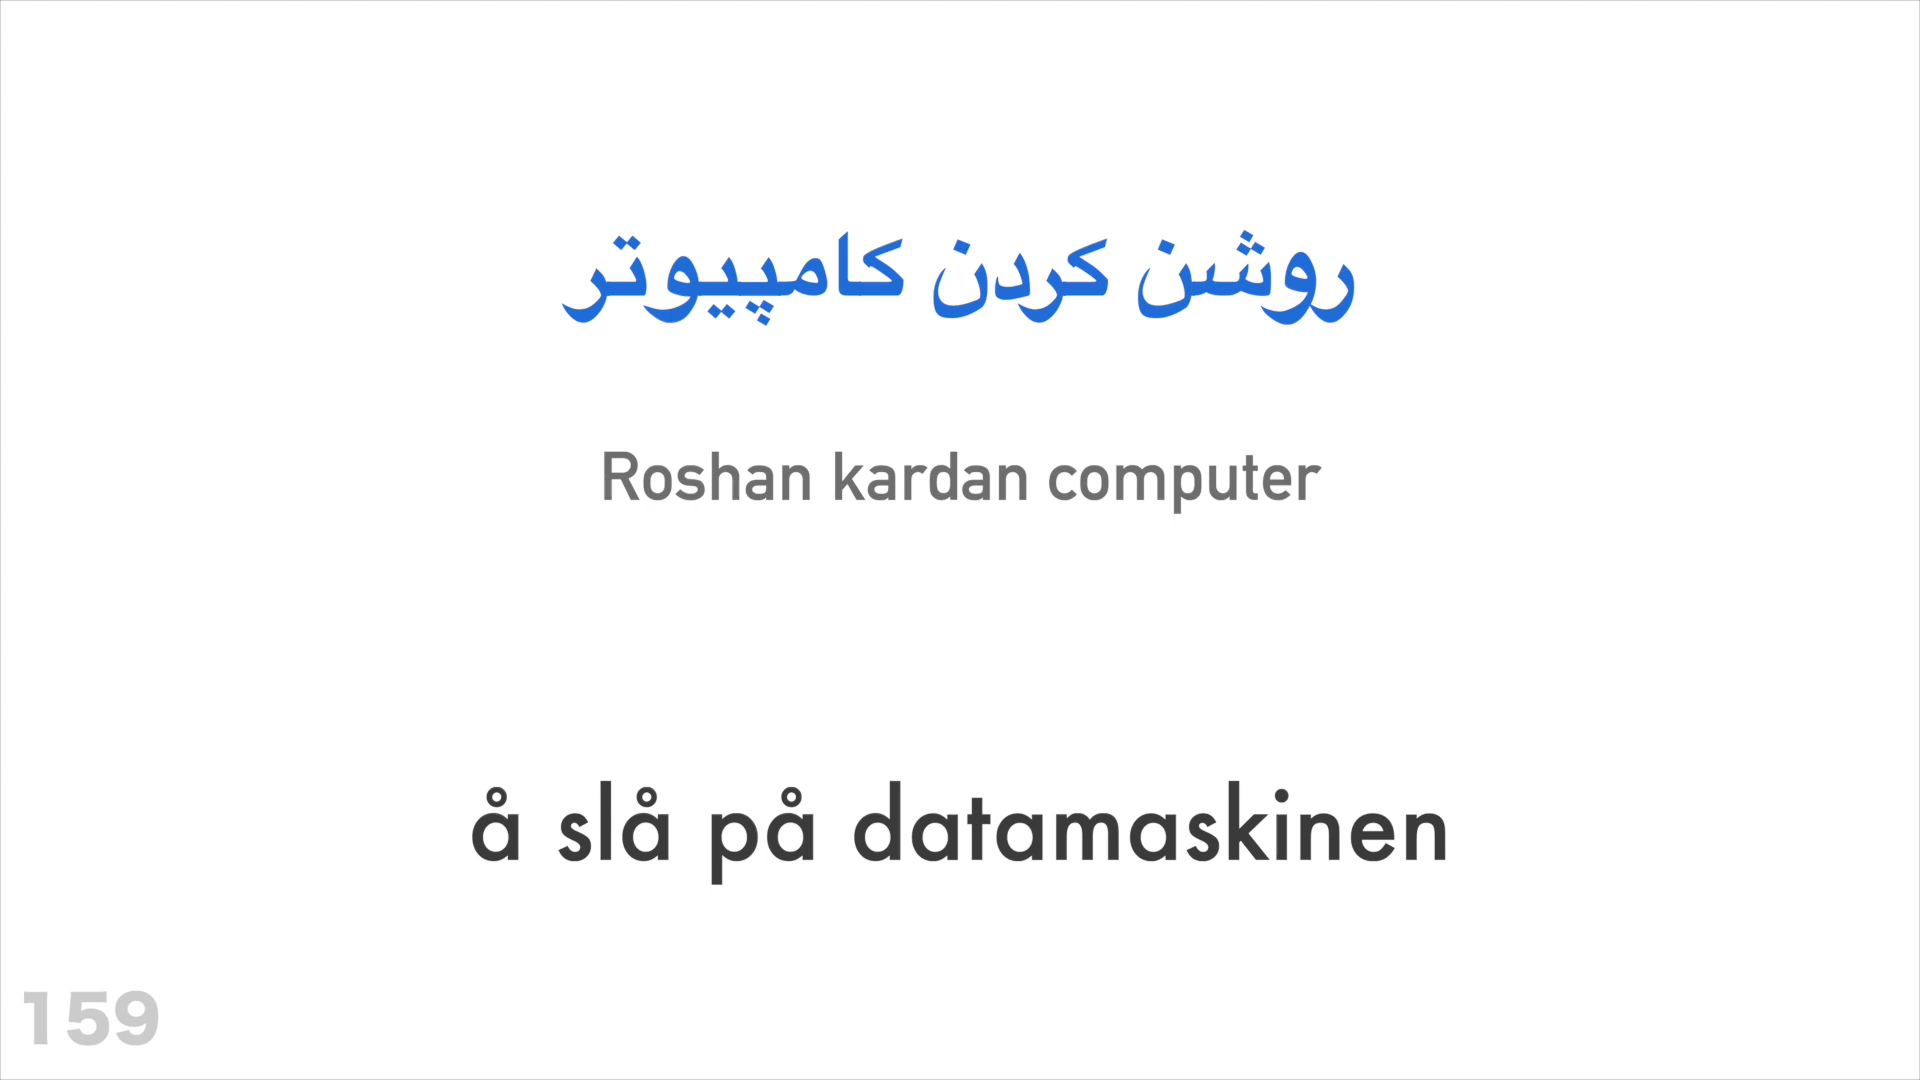 روشن کردن کامپیوتر
Roshan kardan computer
å slå på datamaskinen
159